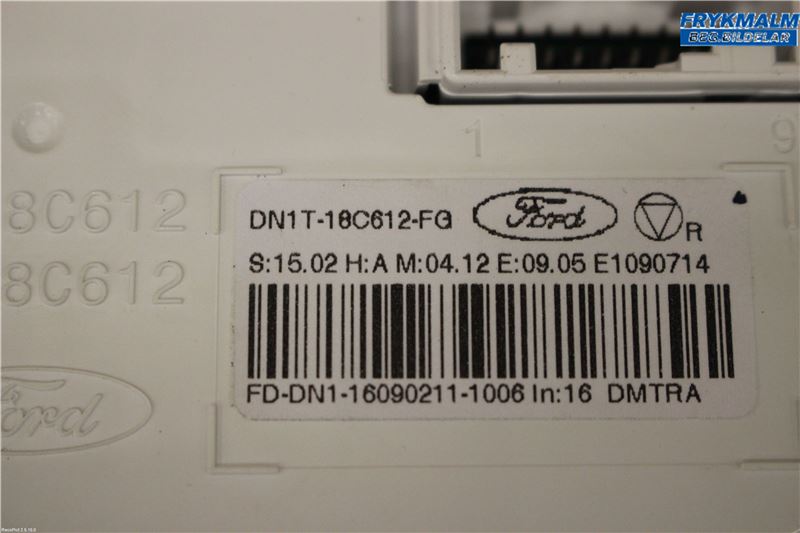 FRYKMALM
BZG.BILDELAR
1 9
8C612
8C612
Ford
DN1T-18C612-FG Ford R
S:15.02 H:A M:04.12 E:09.05 E1090714
FD-DN1-16090211-1006 In:16 DMTRA